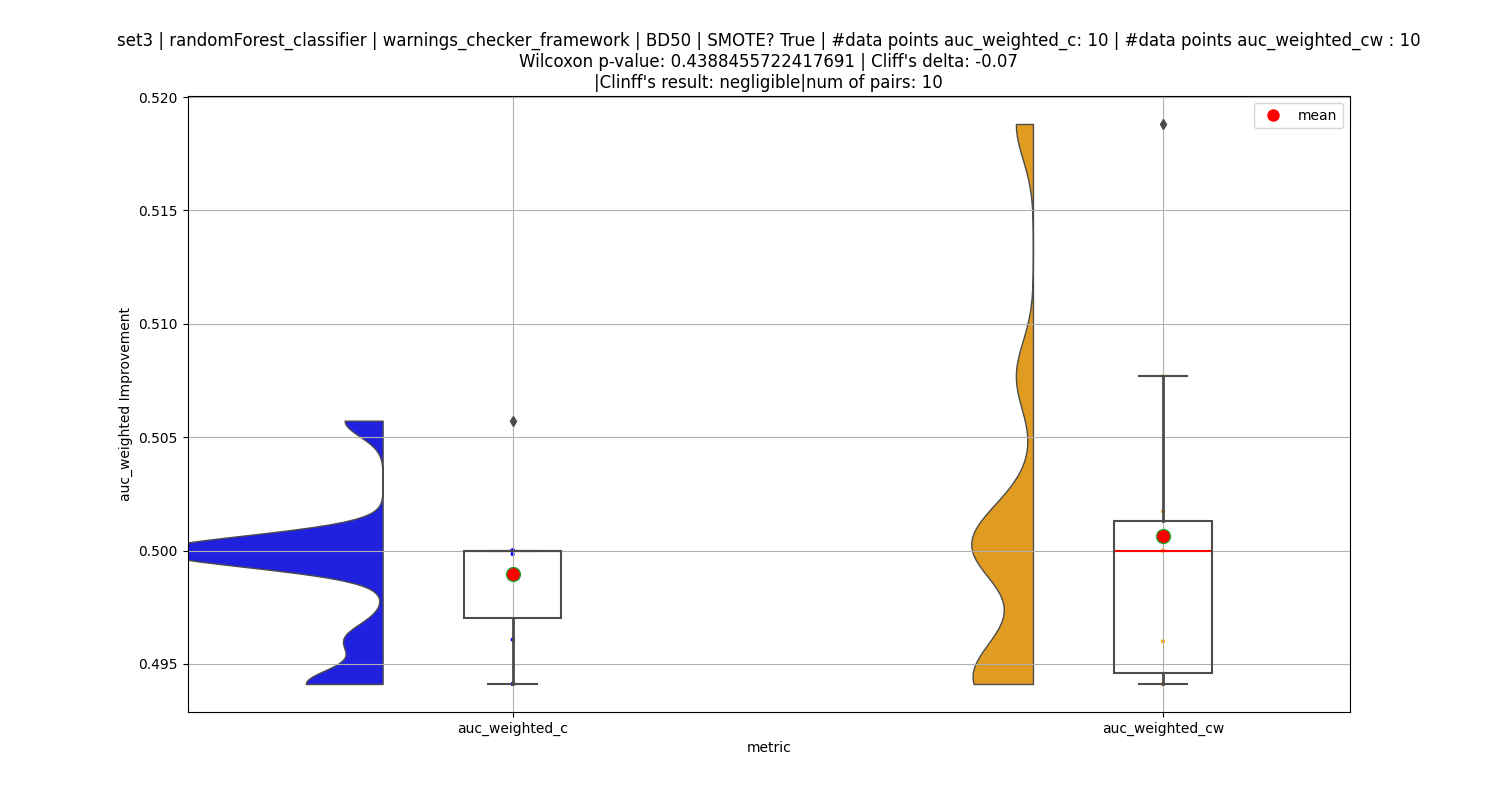 set3 | randomForest_classifier | warnings_checker_framework | BD50 | SMOTE? True | #data points auc_weighted_c: 10 | #data points auc_weighted_cw : 10
Wilcoxon p-value: 0.4388455722417691 | Cliff's delta: -0.07
|Clinff's result: negligible|num of pairs: 10
mean
0.520
0.515
0.510
0.505
0.500
0.495
auc_weighted Improvement
auc_weighted_c
auc_weighted_cw
metric